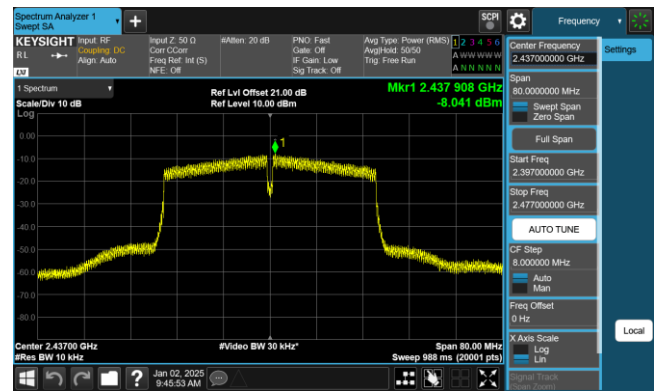 Spectrum Analyzer 1
Swept SA
SCPI
Frequency
KEYSIGHT
RL
LXI
Input: RF
Coupling: DC
Align: Auto
Input Z: 50 Ω
Corr CCorr
Freq Ref: Int (S)
NFE: Off
#Atten: 20 dB
PNO: Fast
Gate: Off
IF Gain: Low
Sig Track: Off
Avg Type: Power (RMS)
Avg|Hold: 50/50
Trig: Free Run
1 2 3 4 5 6
A W W W W W
A N N N N N
Center Frequency
2.437000000 GHz
Settings
Span
80.0000000 MHz
Swept Span
Zero Span
Full Span
Start Freq
2.397000000 GHz
Stop Freq
2.477000000 GHz
AUTO TUNE
CF Step
8.000000 MHz
Auto
Man
Freq Offset
0 Hz
X Axis Scale
Log
Lin
Signal Track
(Span Zoom)
Local
1 Spectrum
Scale/Div 10 dB
Log
Ref Lvl Offset 21.00 dB
Ref Level 10.00 dBm
Mkr1 2.437 908 GHz
-8.041 dBm
1
0.00
-10.0
-20.0
-30.0
-40.0
-50.0
-60.0
-70.0
-80.0
Center 2.43700 GHz
#Res BW 10 kHz
#Video BW 30 kHz*
Span 80.00 MHz
Sweep 988 ms (20001 pts)
Jan 02, 2025
9:45:53 AM